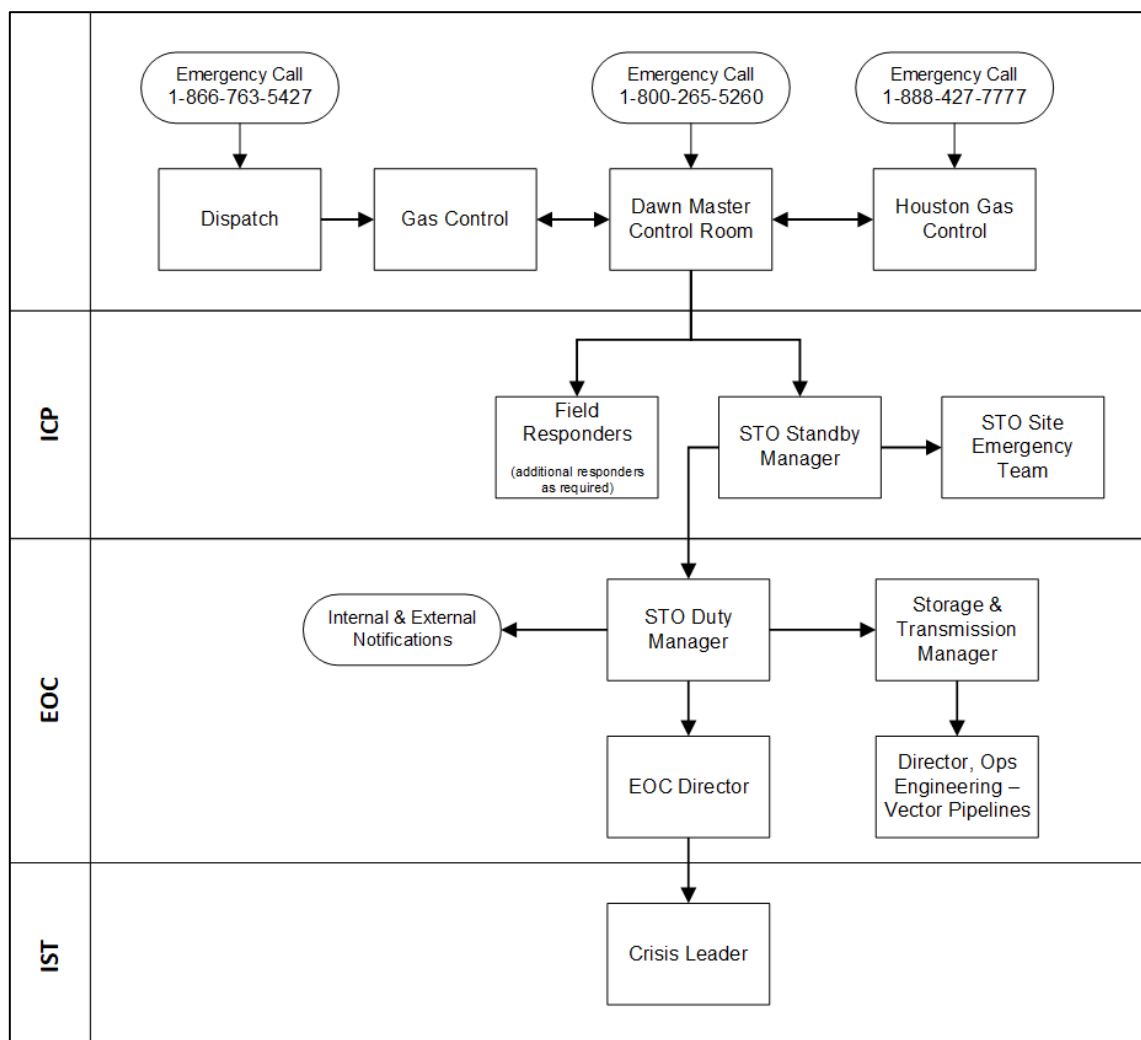 Emergency Call
1-866-763-5427
Emergency Call
1-800-265-5260
Emergency Call
1-888-427-7777
Dispatch
Gas Control
Dawn Master
Control Room
Houston Gas
Control
ICP
Field
Responders
(additional responders
as required)
STO Standby
Manager
STO Site
Emergency
Team
EOC
Internal & External
Notifications
STO Duty
Manager
Storage &
Transmission
Manager
EOC Director
Director, Ops
Engineering –
Vector Pipelines
IST
Crisis Leader